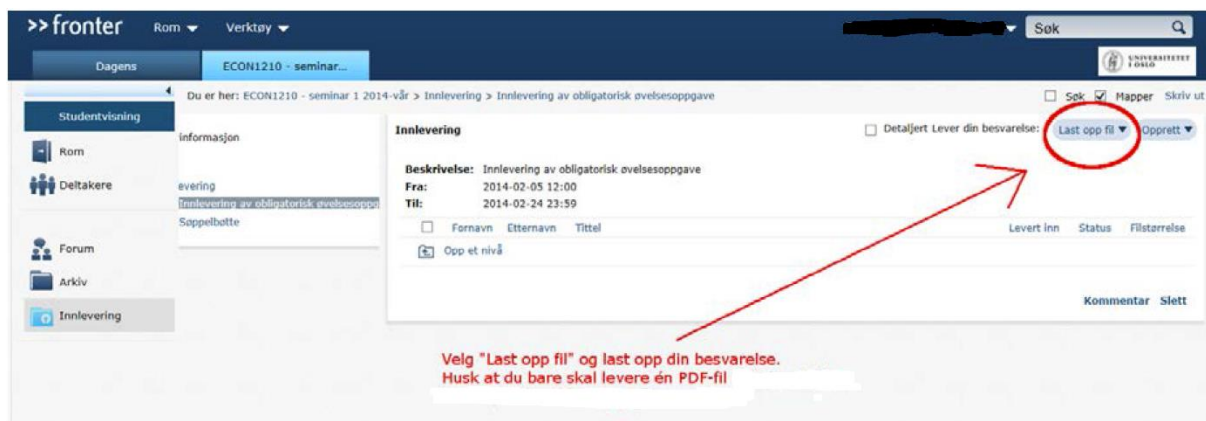 >>fronter Rom Verktøy Søk
Dagens ECON1210 - seminar... UNIVERSITETET I OSLO
Du er her: ECON1210 - seminar 1 2014-vår > Innlevering > Innlevering av obligatorisk øvelsesoppgave Søk Mapper Skriv ut
Studentvisning
Rom
Deltakere
Forum
Arkiv
Innlevering
informasjon
evering
Innlevering av obligatorisk øvelsesoppg
Søppelbøtte
Innlevering Detaljert Lever din besvarelse: Last opp fil Opprett
Beskrivelse: Innlevering av obligatorisk øvelsesoppgave
Fra: 2014-02-05 12:00
Til: 2014-02-24 23:59
Fornavn Etternavn Tittel Levert inn Status Filstørrelse
Opp et nivå
Kommentar Slett
Velg "Last opp fil" og last opp din besvarelse.
Husk at du bare skal levere én PDF-fil